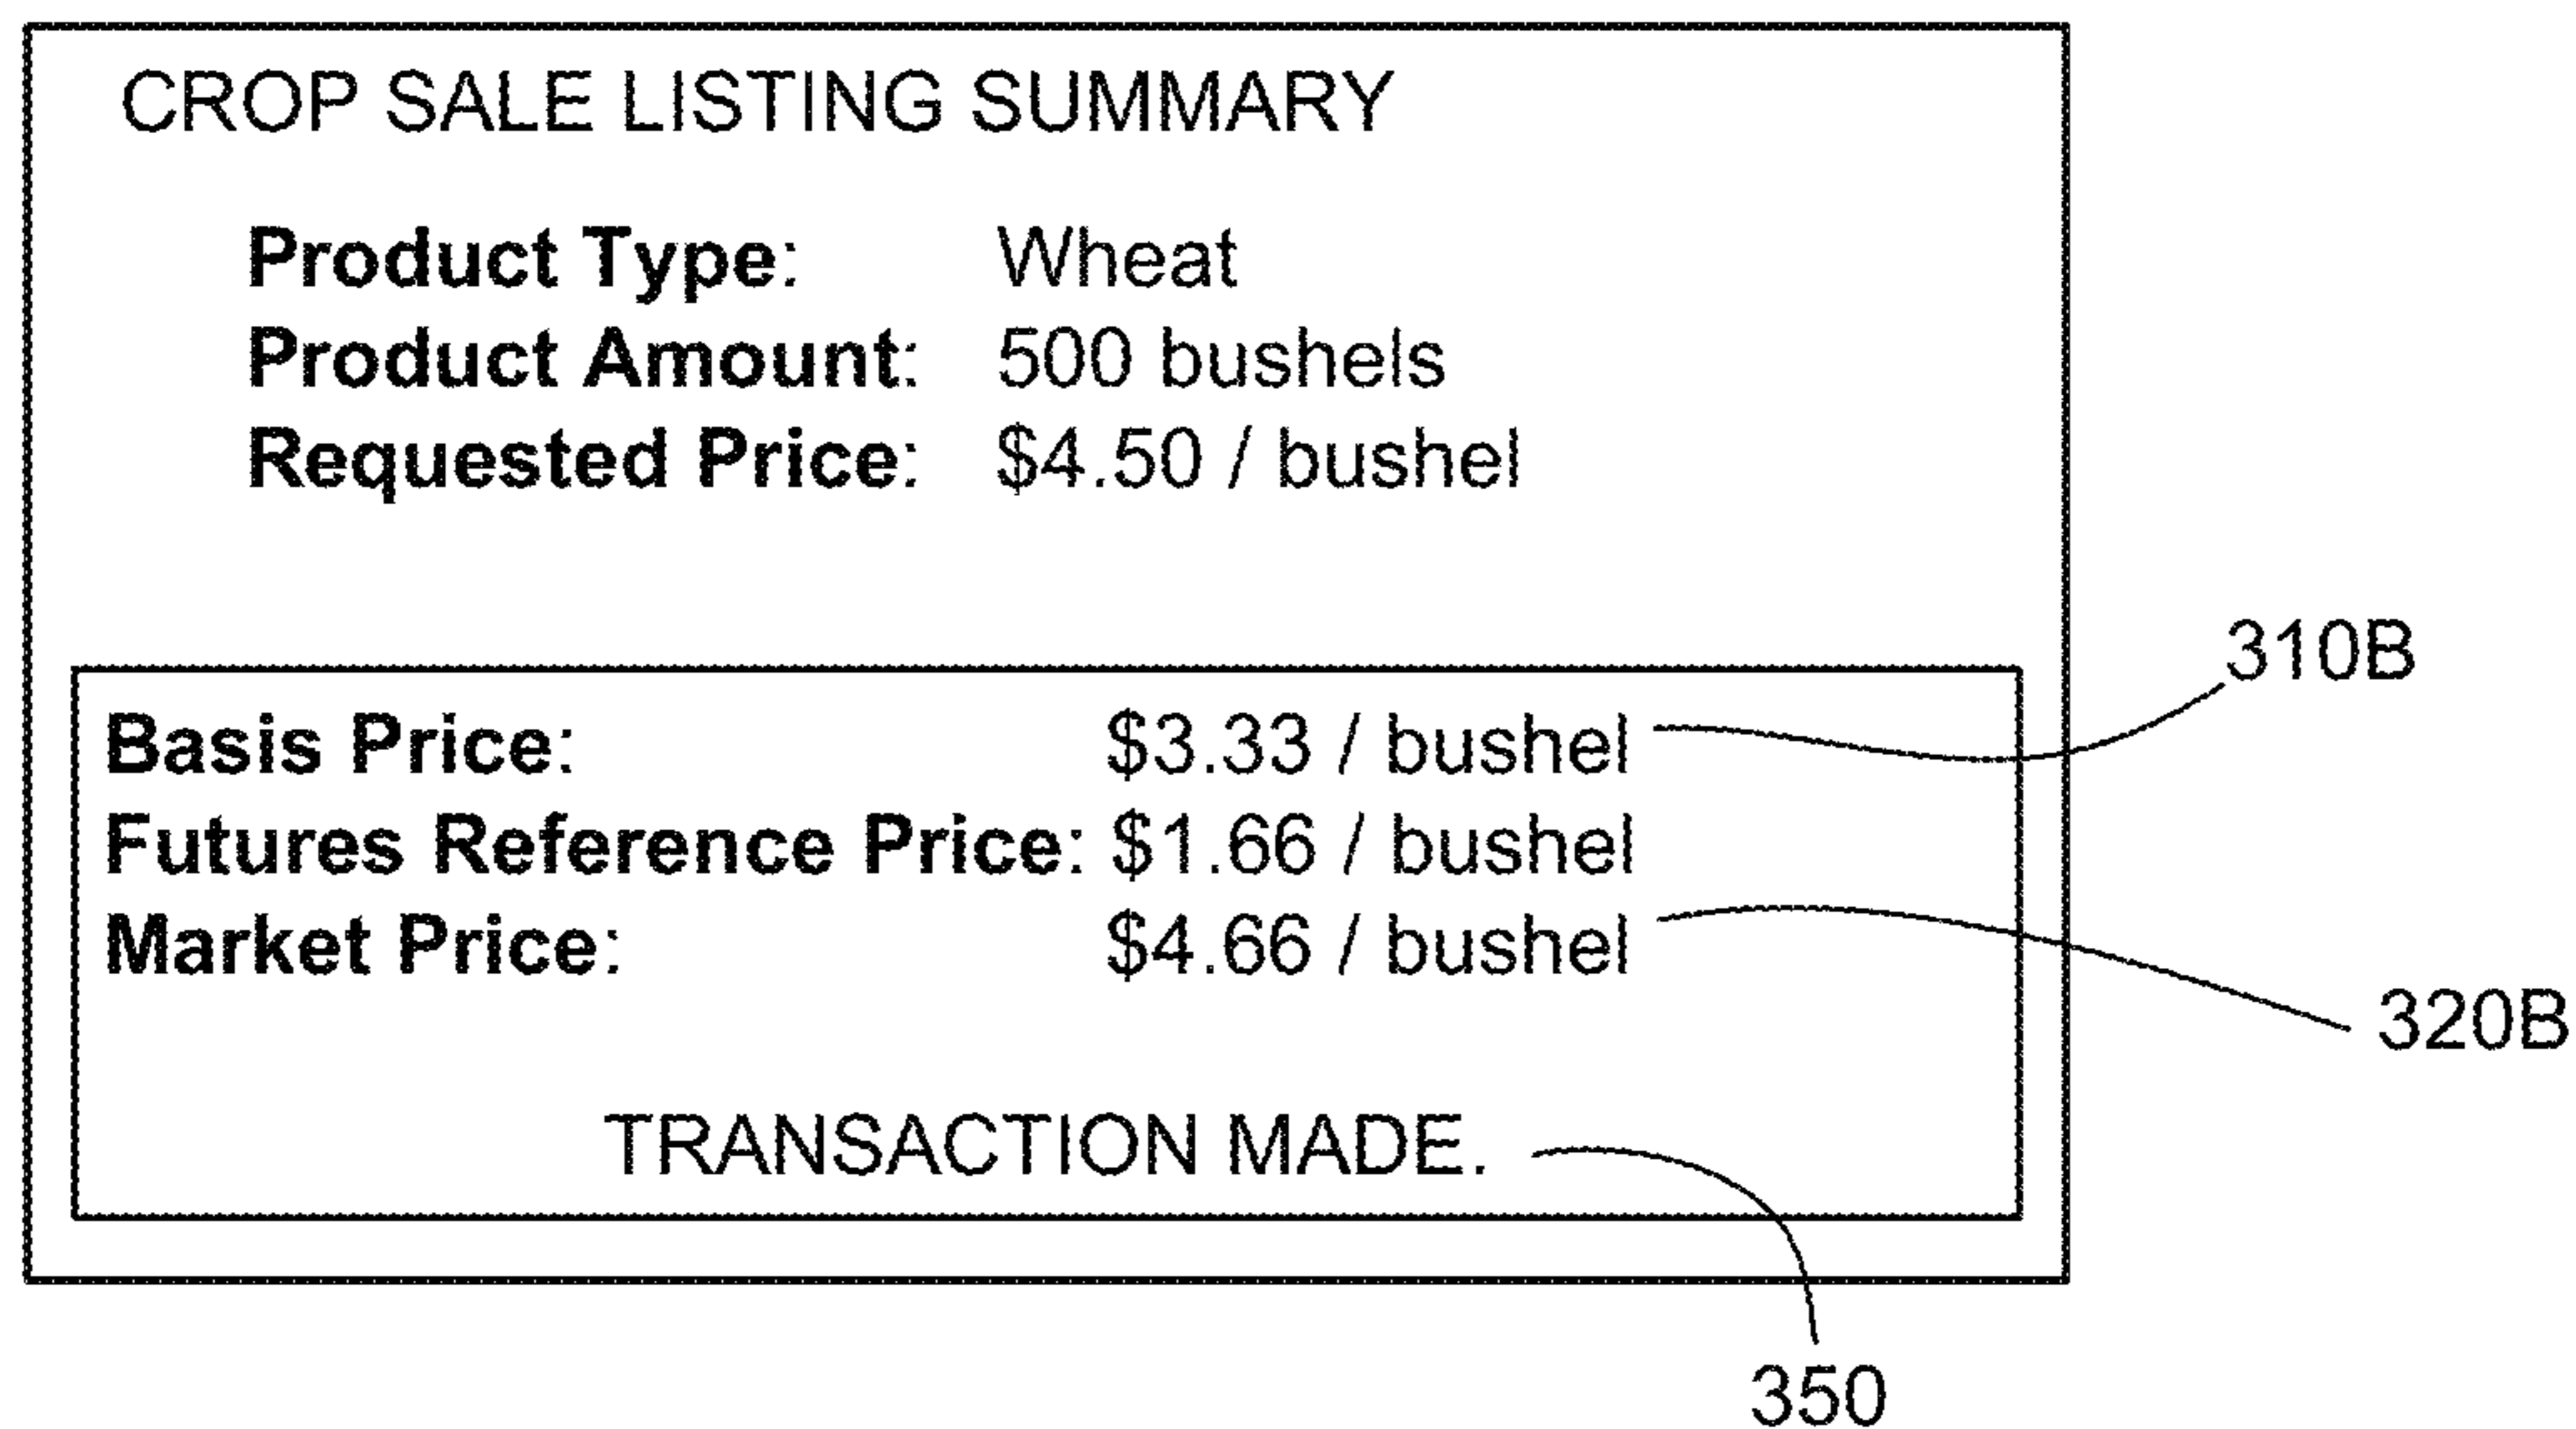 CROP SALE LISTING SUMMARY
Product Type: Wheat
Product Amount: 500 bushels
Requested Price: $4.50 / bushel
310B
Basis Price: $3.33 / bushel
Futures Reference Price: $1.66 / bushel
Market Price: $4.66 / bushel
320B
TRANSACTION MADE.
350